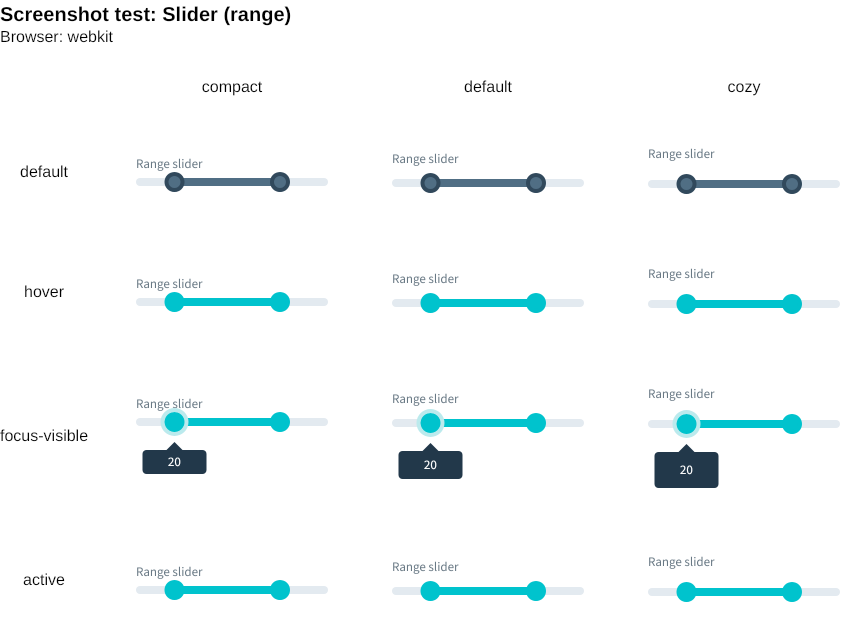 Screenshot test: Slider (range)
Browser: webkit
compact default cozy
default Range slider Range slider Range slider
hover Range slider Range slider Range slider
focus-visible Range slider Range slider Range slider
20 20 20
active Range slider Range slider Range slider